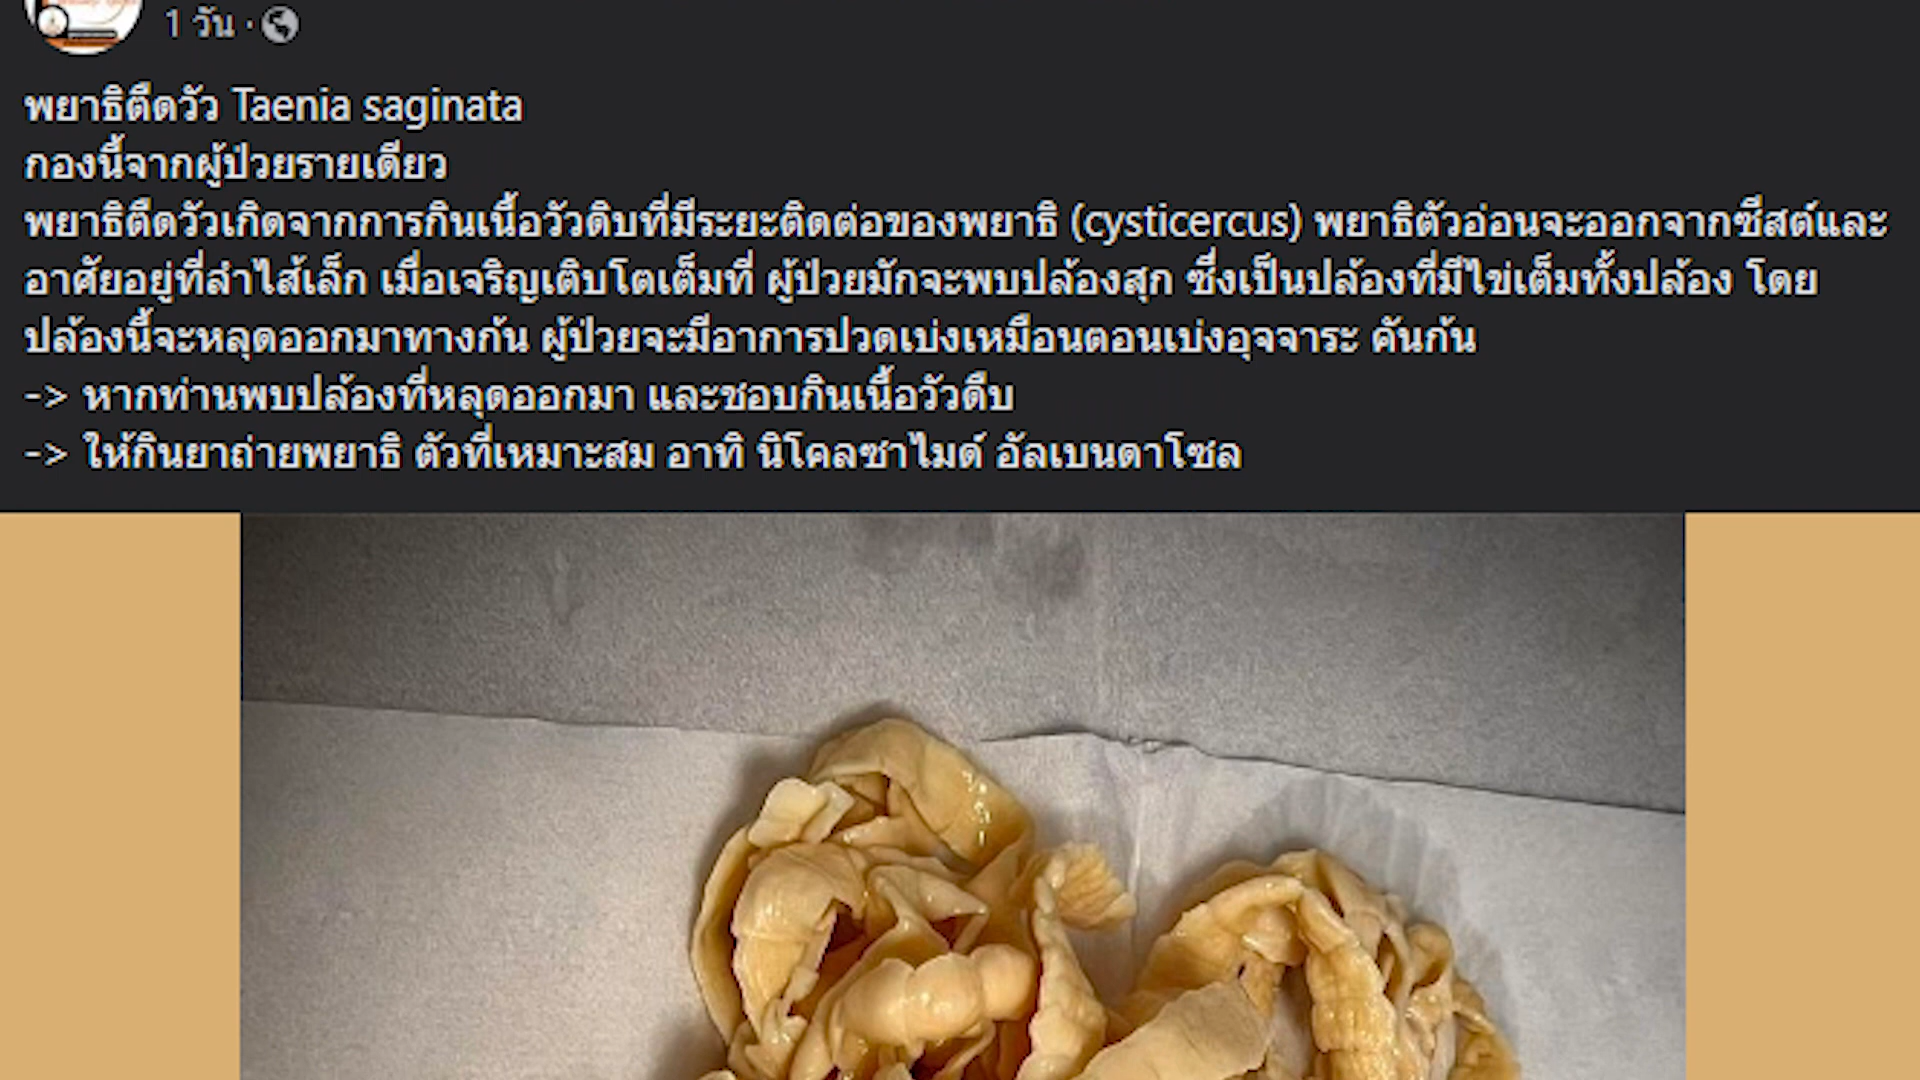 1 วัน ·
พยาธิตืดวัว Taenia saginata
กองนี้จากผู้ป่วยรายเดียว
พยาธิตืดวัวเกิดจากการกินเนื้อวัวดิบที่มีระยะติดต่อของพยาธิ (cysticercus) พยาธิตัวอ่อนจะออกจากซีสต์และ
อาศัยอยู่ที่ลำไส้เล็ก เมื่อเจริญเติบโตเต็มที่ ผู้ป่วยมักจะพบปล้องสุก ซึ่งเป็นปล้องที่มีไข่เต็มทั้งปล้อง โดย
ปล้องนี้จะหลุดออกมาทางก้น ผู้ป่วยจะมีอาการปวดเบ่งเหมือนตอนเบ่งอุจจาระ คันก้น
-> หากท่านพบปล้องที่หลุดออกมา และชอบกินเนื้อวัวดืบ
-> ให้กินยาถ่ายพยาธิ ตัวที่เหมาะสม อาทิ นิโคลซาไมด์ อัลเบนดาโซล